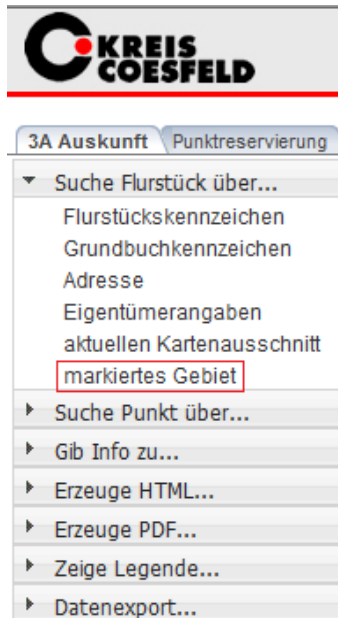 KREIS
COESFELD
3A Auskunft Punktreservierung
Suche Flurstück über...
Flurstückskennzeichen
Grundbuchkennzeichen
Adresse
Eigentümerangaben
aktuellen Kartenausschnitt
markiertes Gebiet
Suche Punkt über...
Gib Info zu...
Erzeuge HTML...
Erzeuge PDF...
Zeige Legende...
Datenexport...